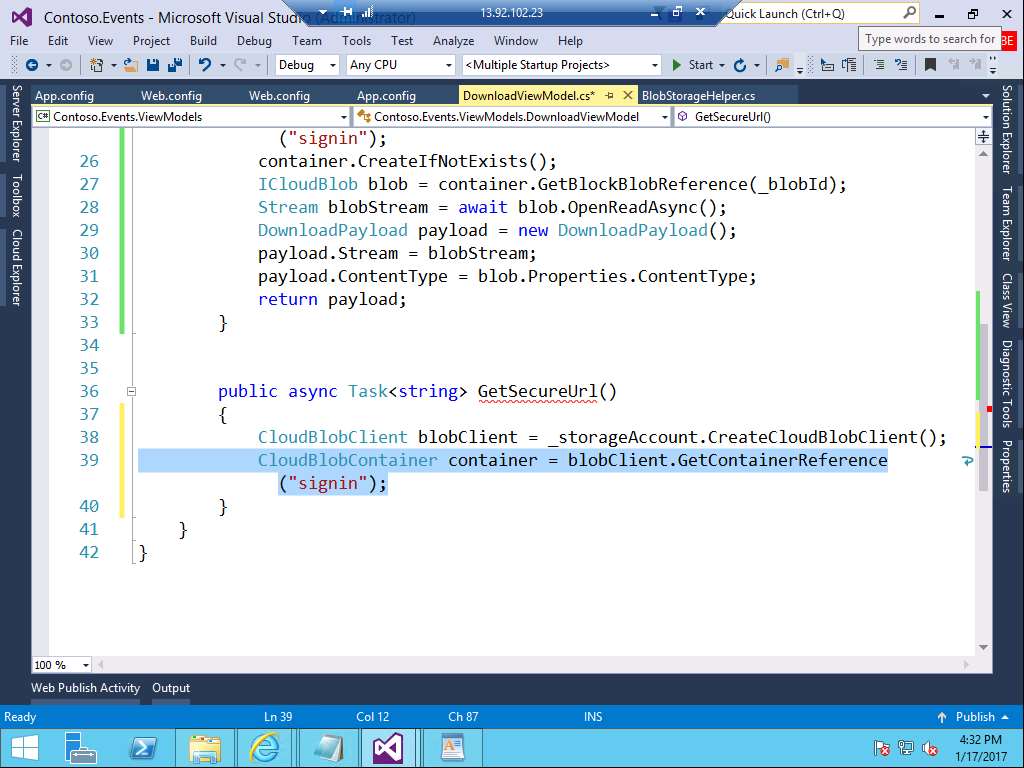 Contoso.Events - Microsoft Visual Studio (Administrator)
13.92.102.23
Quick Launch (Ctrl+Q)
File Edit View Project Build Debug Team Tools Test Analyze Window Help
Type words to search for
BE
Debug Any CPU <Multiple Startup Projects> Start
App.config Web.config Web.config App.config DownloadViewModel.cs* BlobStorageHelper.cs
C# Contoso.Events.ViewModels Contoso.Events.ViewModels.DownloadViewModel GetSecureUrl()
Server Explorer
Toolbox
Cloud Explorer
("signin");
26 container.CreateIfNotExists();
27 ICloudBlob blob = container.GetBlockBlobReference(_blobId);
28 Stream blobStream = await blob.OpenReadAsync();
29 DownloadPayload payload = new DownloadPayload();
30 payload.Stream = blobStream;
31 payload.ContentType = blob.Properties.ContentType;
32 return payload;
33 }
34
35
36 public async Task<string> GetSecureUrl()
37 {
38 CloudBlobClient blobClient = _storageAccount.CreateCloudBlobClient();
39 CloudBlobContainer container = blobClient.GetContainerReference
("signin");
40 }
41 }
42 }
Solution Explorer
Team Explorer
Class View
Diagnostic Tools
Properties
100 %
Web Publish Activity Output
Ready Ln 39 Col 12 Ch 87 INS Publish
4:32 PM
1/17/2017